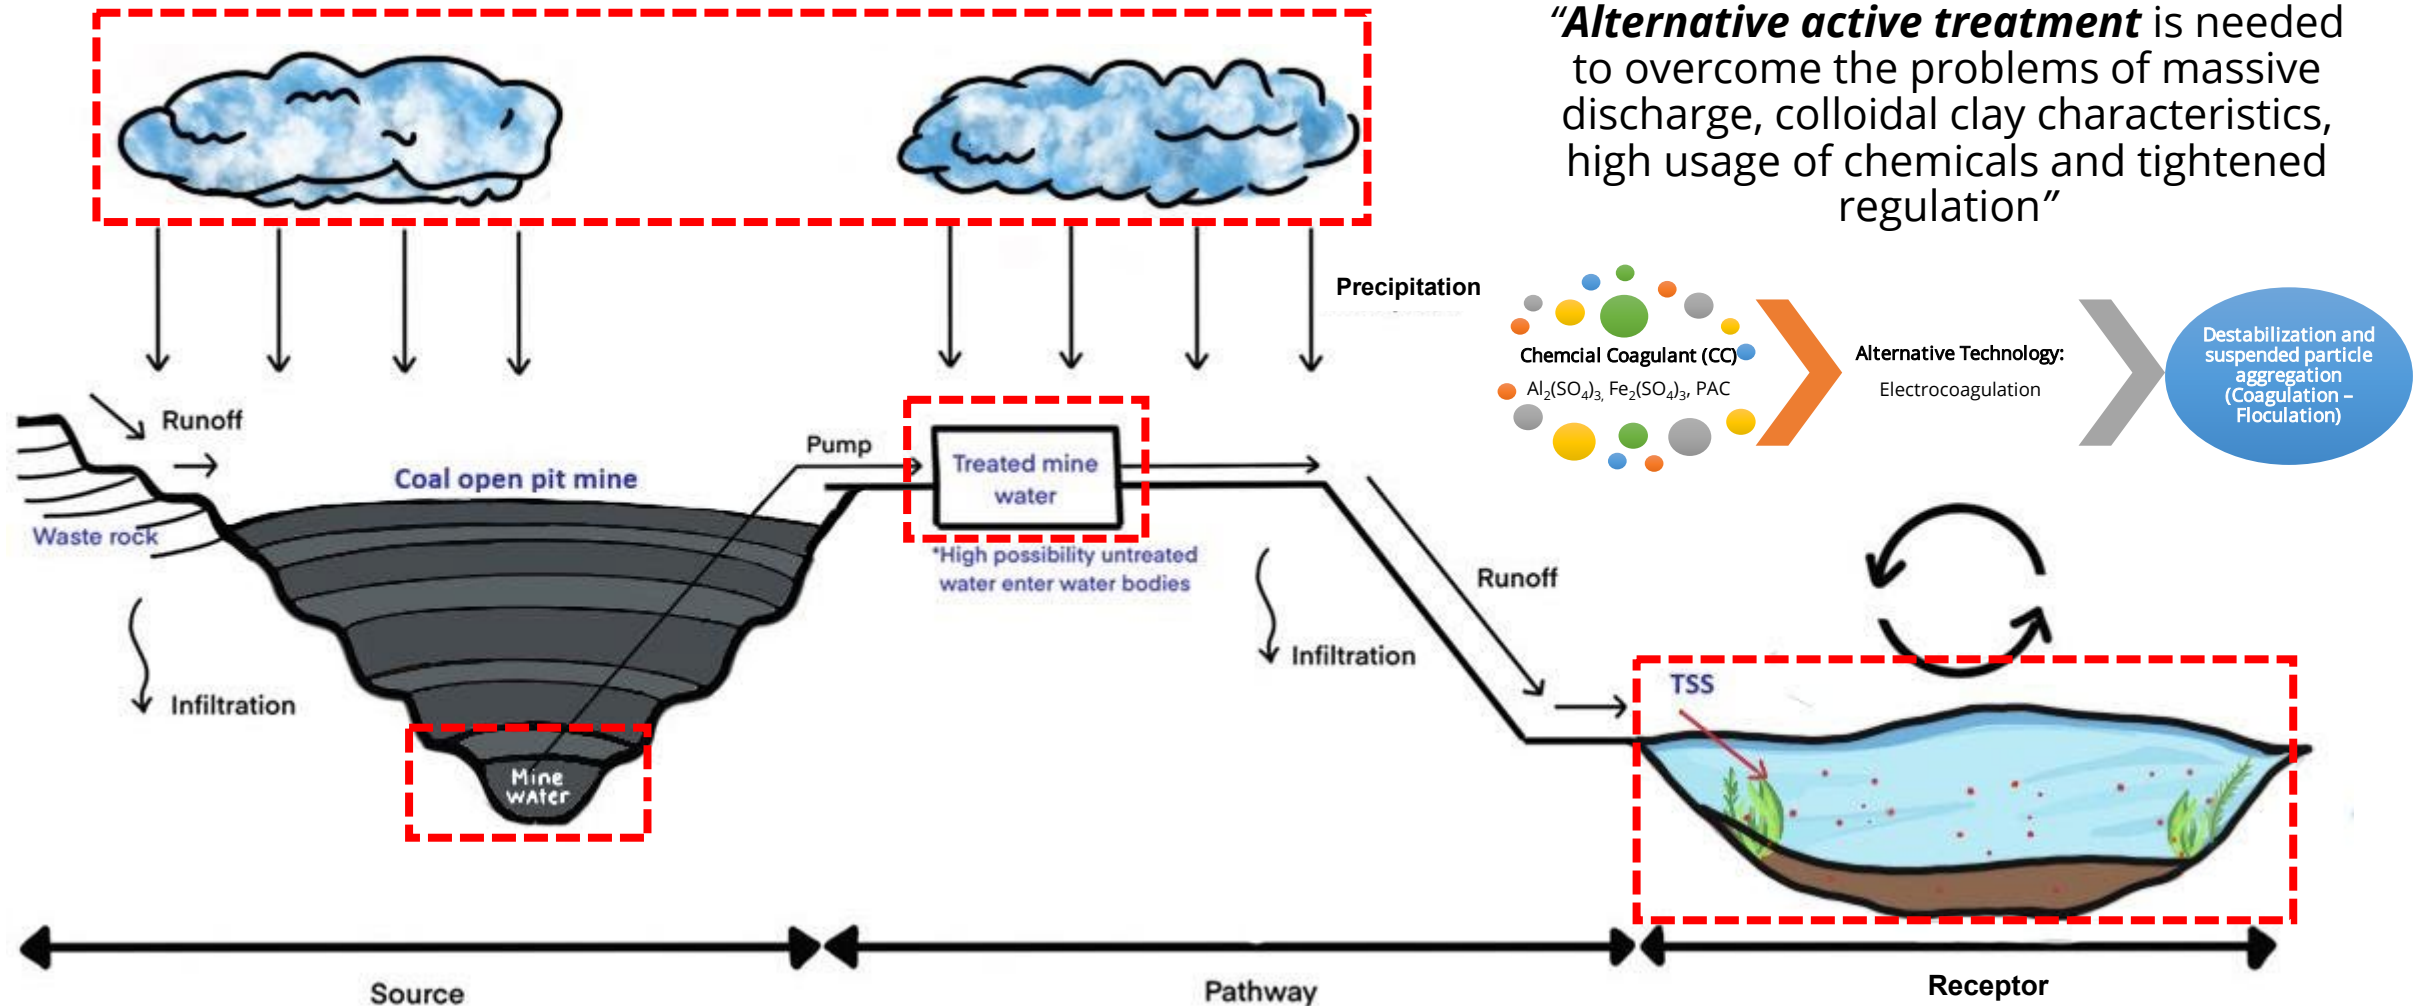 “Alternative active treatment is needed
to overcome the problems of massive
discharge, colloidal clay characteristics,
high usage of chemicals and tightened
regulation”
Precipitation
Chemcial Coagulant (CC)
Al2(SO4)3, Fe2(SO4)3, PAC
Alternative Technology:
Electrocoagulation
Destabilization and
suspended particle
aggregation
(Coagulation –
Floculation)
Runoff
Coal open pit mine
Waste rock
Infiltration
Mine
wAter
Pump
Treated mine
water
*High possibility untreated
water enter water bodies
Infiltration
Runoff
TSS
Source
Pathway
Receptor